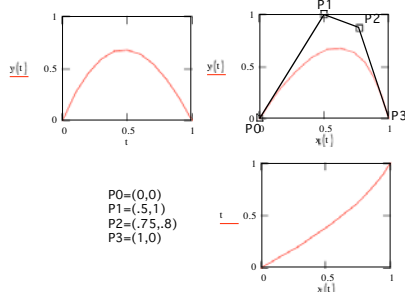 P1
1
y(t)
0.5
0
0
0.5
1
t
1
P2
y(t)
0.5
P0
0
P3
0
0.5
1
x(t)
1
t
0.5
0
0
0.5
1
x(t)
P0=(0,0)
P1=(.5,1)
P2=(.75,.8)
P3=(1,0)